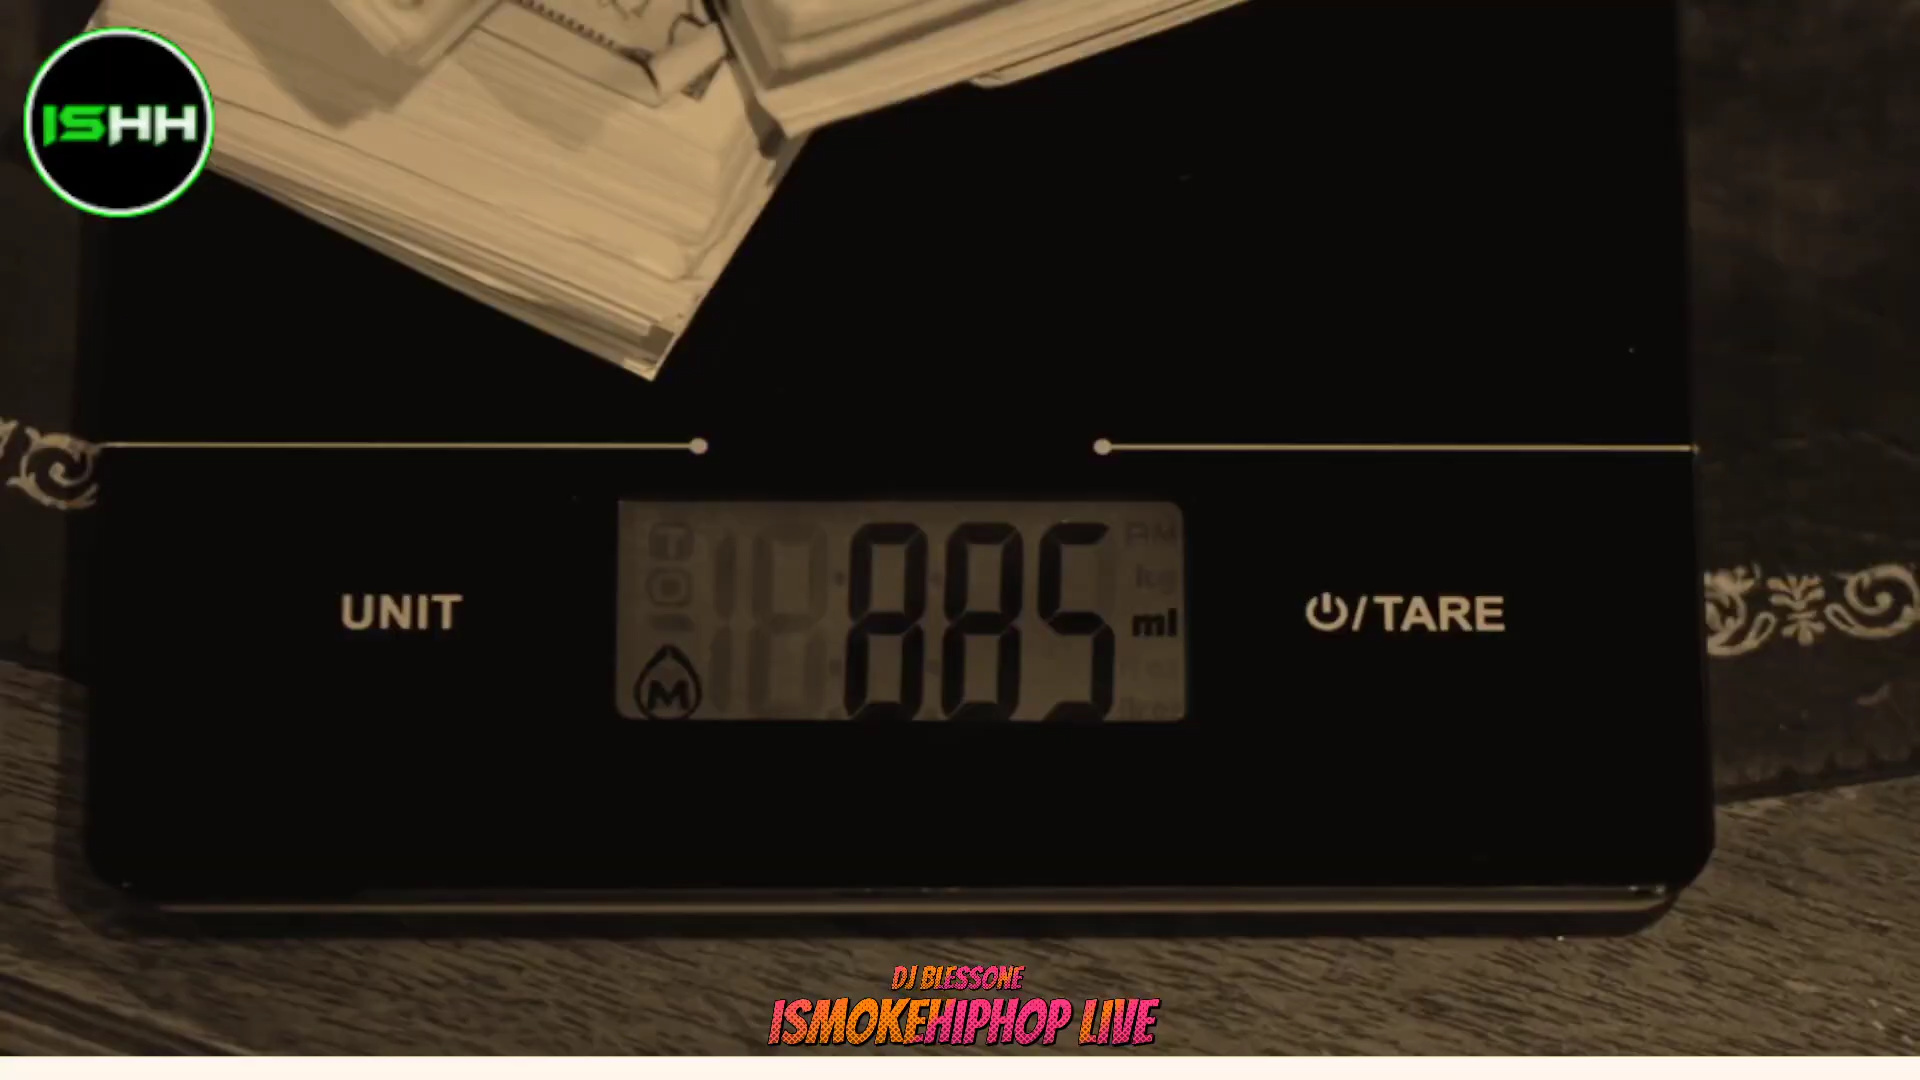 ISHH
UNIT
885
ml
M
/TARE
DJ BLESSONE
ISMOKEHIPHOP LIVE